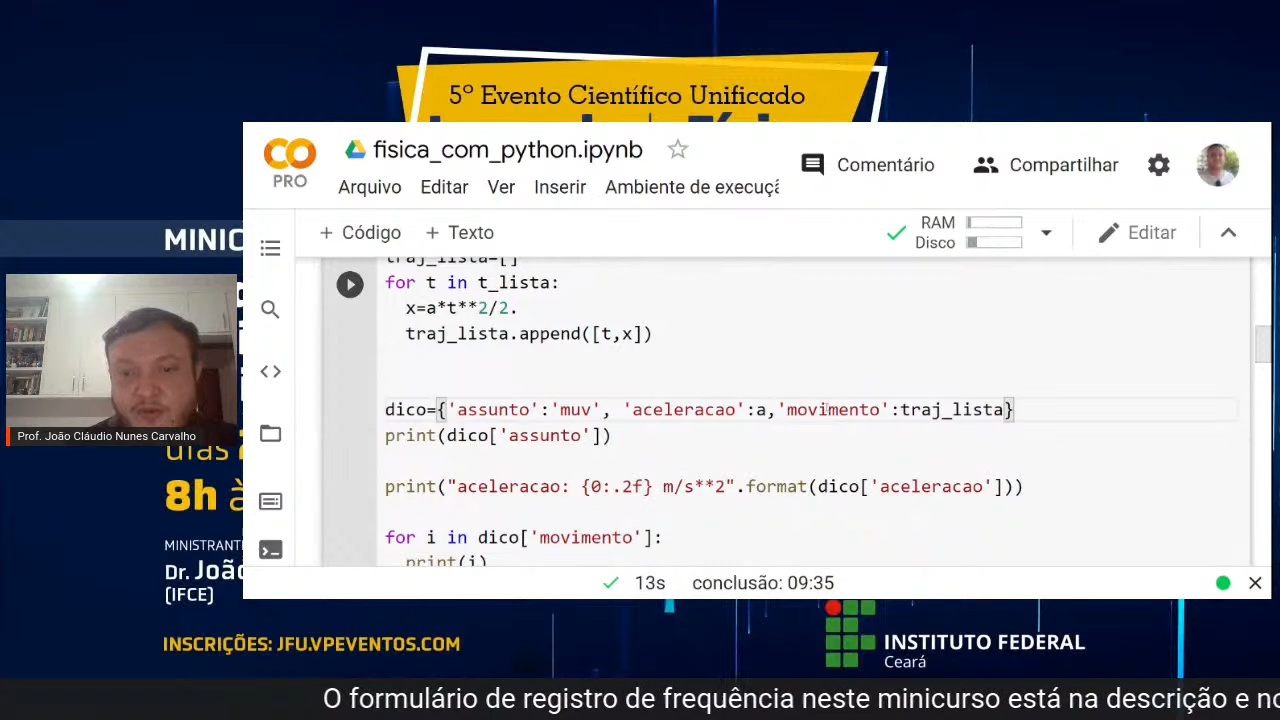 5º Evento Científico Unificado
CO
PRO
fisica_com_python.ipynb
Comentário
Compartilhar
Arquivo Editar Ver Inserir Ambiente de execuçã
+ Código + Texto
RAM
Disco
Editar
MINIC
traj_lista=[]
for t in t_lista:
x=a*t**2/2.
traj_lista.append([t,x])
dico={'assunto':'muv', 'aceleracao':a,'movimento':traj_lista}
print(dico['assunto'])
print("aceleracao: {0:.2f} m/s**2".format(dico['aceleracao']))
for i in dico['movimento']:
print(i)
Prof. João Cláudio Nunes Carvalho
dias
8h à
MINISTRANT
Dr. João
(IFCE)
13s conclusão: 09:35
INSCRIÇÕES: JFU.VPEVENTOS.COM
INSTITUTO FEDERAL
Ceará
O formulário de registro de frequência neste minicurso está na descrição e no